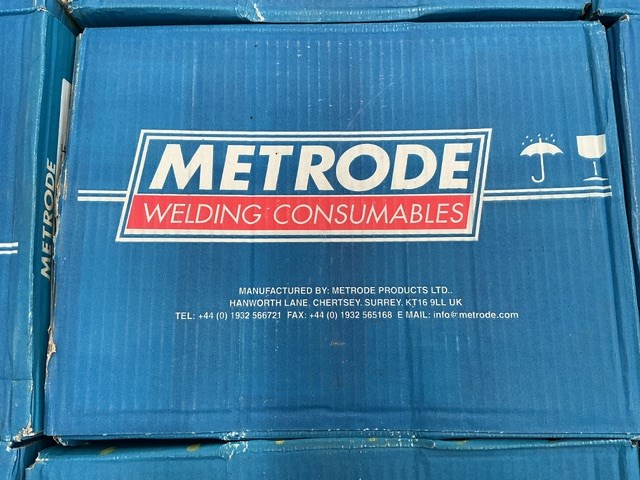 METRODE
WELDING CONSUMABLES
MANUFACTURED BY: METRODE PRODUCTS LTD..
HANWORTH LANE, CHERTSEY, SURREY, KT16 9LL UK
TEL: +44 (0) 1932 566721 FAX: +44 (0) 1932 565168 E MAIL: info@metrode.com
METRODE